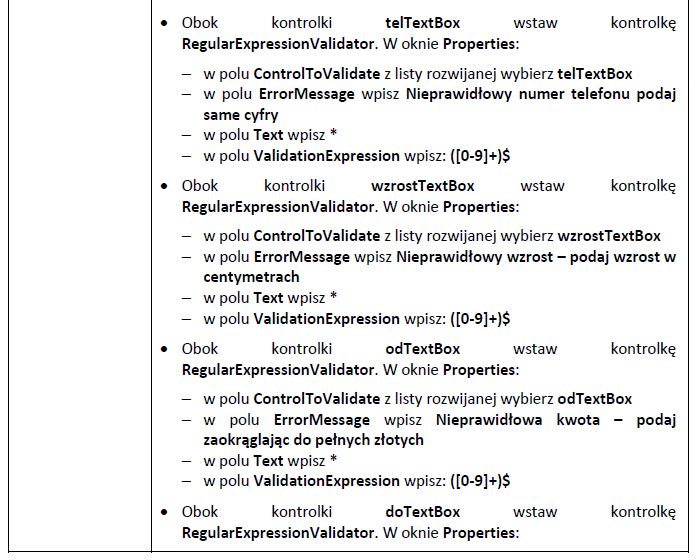 • Obok kontrolki telTextBox wstaw kontrolkę
RegularExpressionValidator. W oknie Properties:
– w polu ControlToValidate z listy rozwijanej wybierz telTextBox
– w polu ErrorMessage wpisz Nieprawidłowy numer telefonu podaj
same cyfry
– w polu Text wpisz *
– w polu ValidationExpression wpisz: ([0-9]+)$
• Obok kontrolki wzrostTextBox wstaw kontrolkę
RegularExpressionValidator. W oknie Properties:
– w polu ControlToValidate z listy rozwijanej wybierz wzrostTextBox
– w polu ErrorMessage wpisz Nieprawidłowy wzrost – podaj wzrost w
centymetrach
– w polu Text wpisz *
– w polu ValidationExpression wpisz: ([0-9]+)$
• Obok kontrolki odTextBox wstaw kontrolkę
RegularExpressionValidator. W oknie Properties:
– w polu ControlToValidate z listy rozwijanej wybierz odTextBox
– w polu ErrorMessage wpisz Nieprawidłowa kwota – podaj
zaokrąglając do pełnych złotych
– w polu Text wpisz *
– w polu ValidationExpression wpisz: ([0-9]+)$
• Obok kontrolki doTextBox wstaw kontrolkę
RegularExpressionValidator. W oknie Properties: